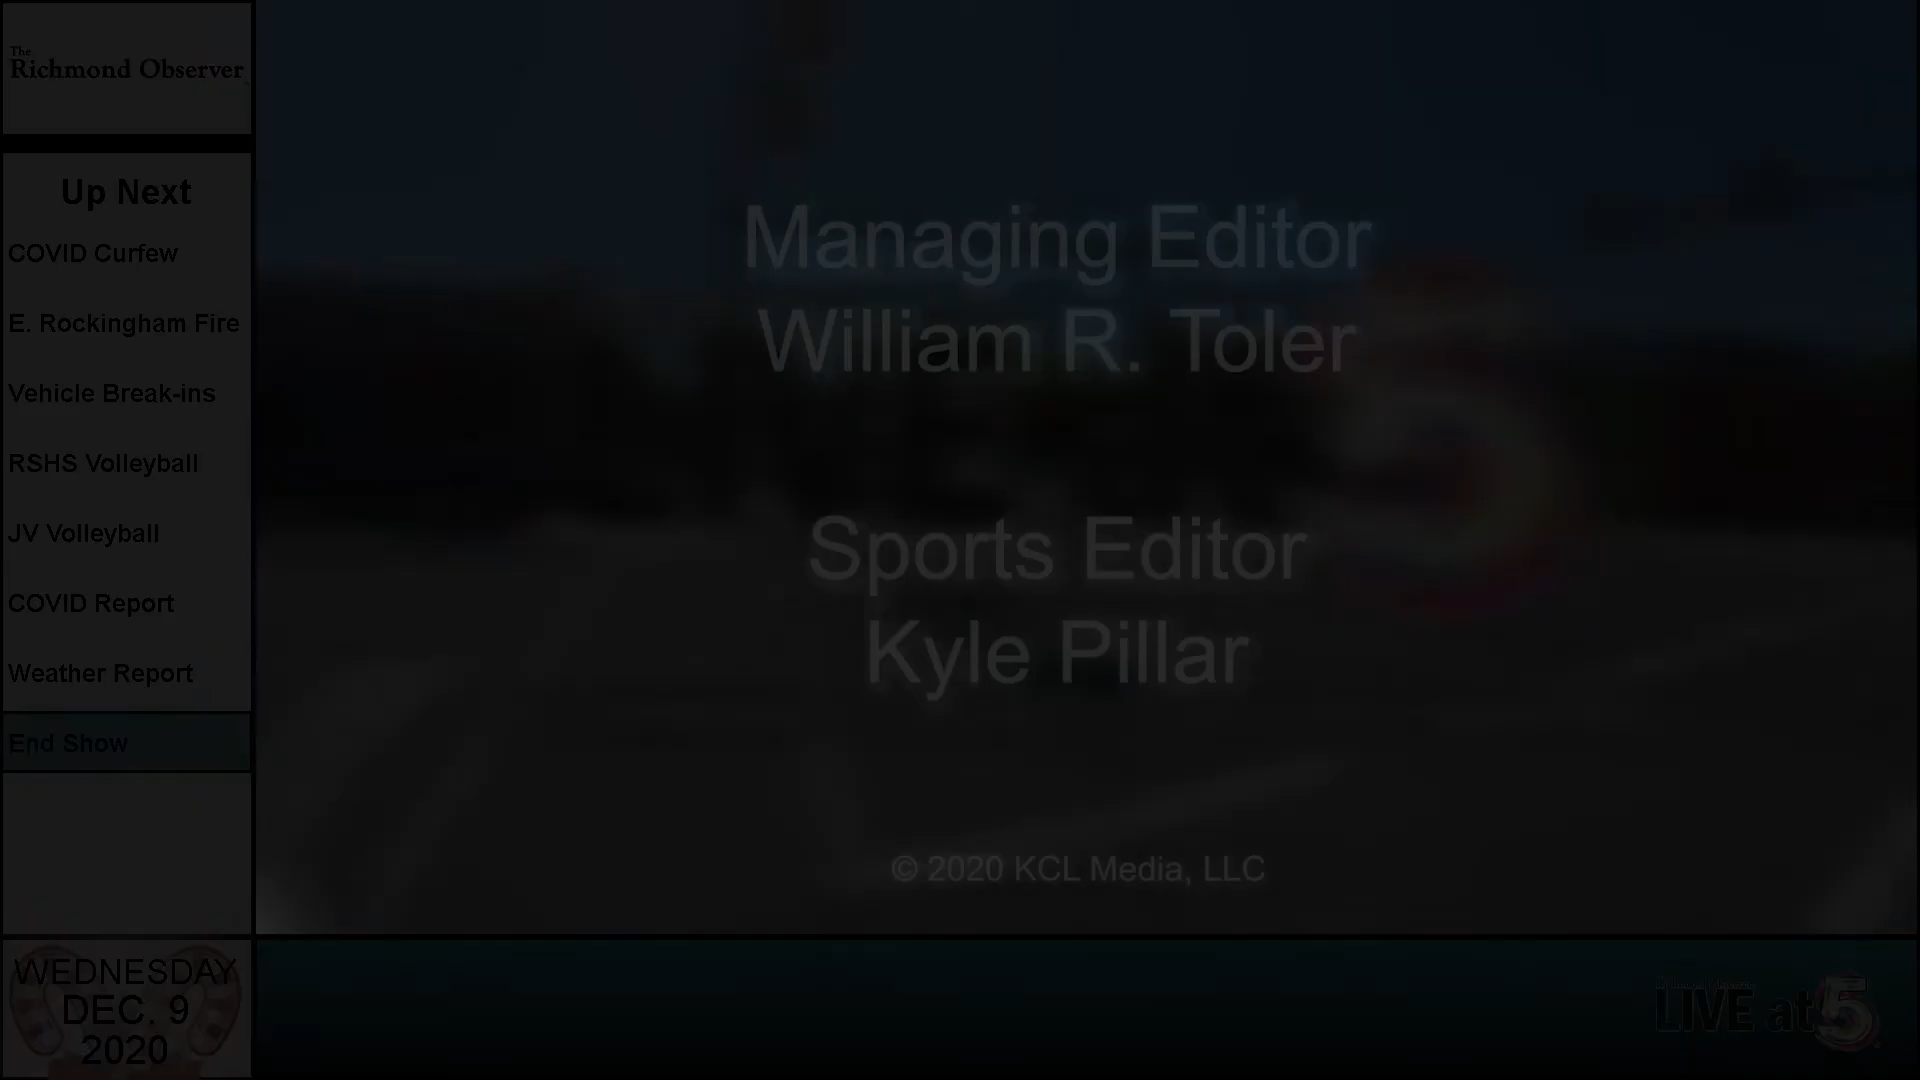 The
Richmond Observer
Up Next
COVID Curfew
E. Rockingham Fire
Vehicle Break-ins
RSHS Volleyball
JV Volleyball
COVID Report
Weather Report
End Show
WEDNESDAY
DEC. 9
2020
Managing Editor
William R. Toler
Sports Editor
Kyle Pillar
© 2020 KCL Media, LLC
LIVE at 5